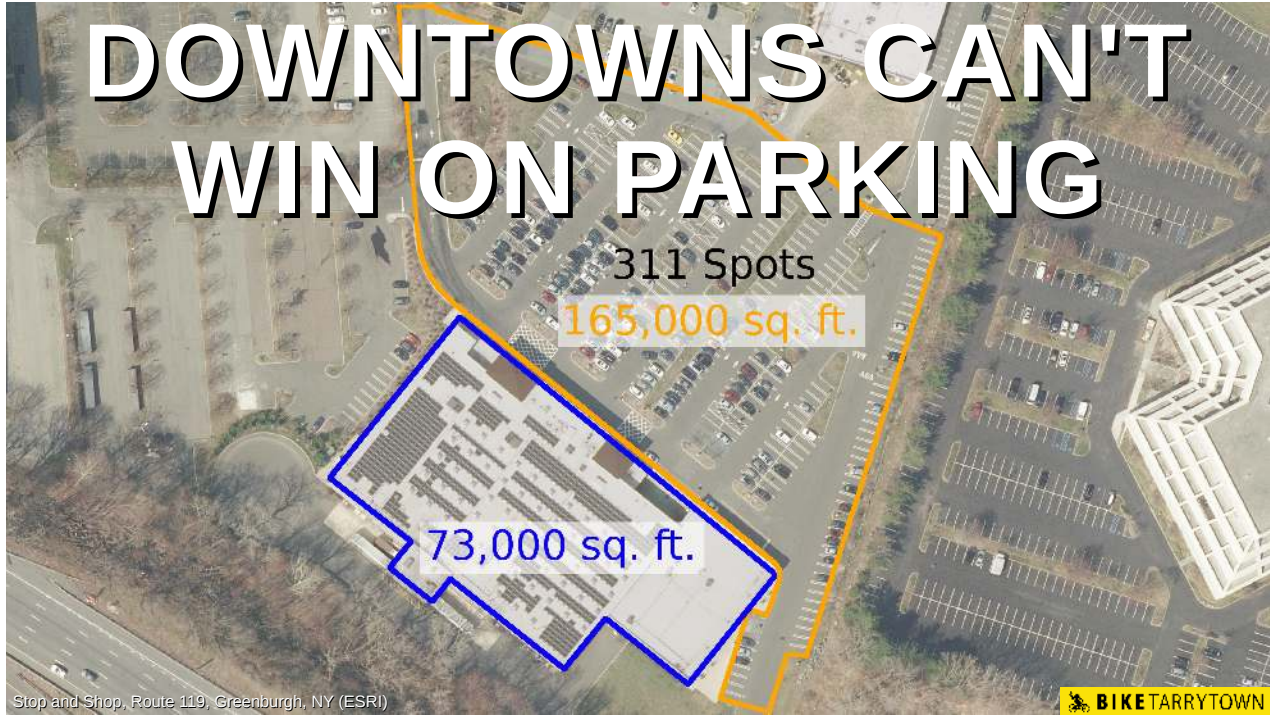 DOWNTOWNS CAN'T
WIN ON PARKING
311 Spots
165,000 sq. ft.
73,000 sq. ft.
Stop and Shop, Route 119, Greenburgh, NY (ESRI)
BIKETARRYTOWN